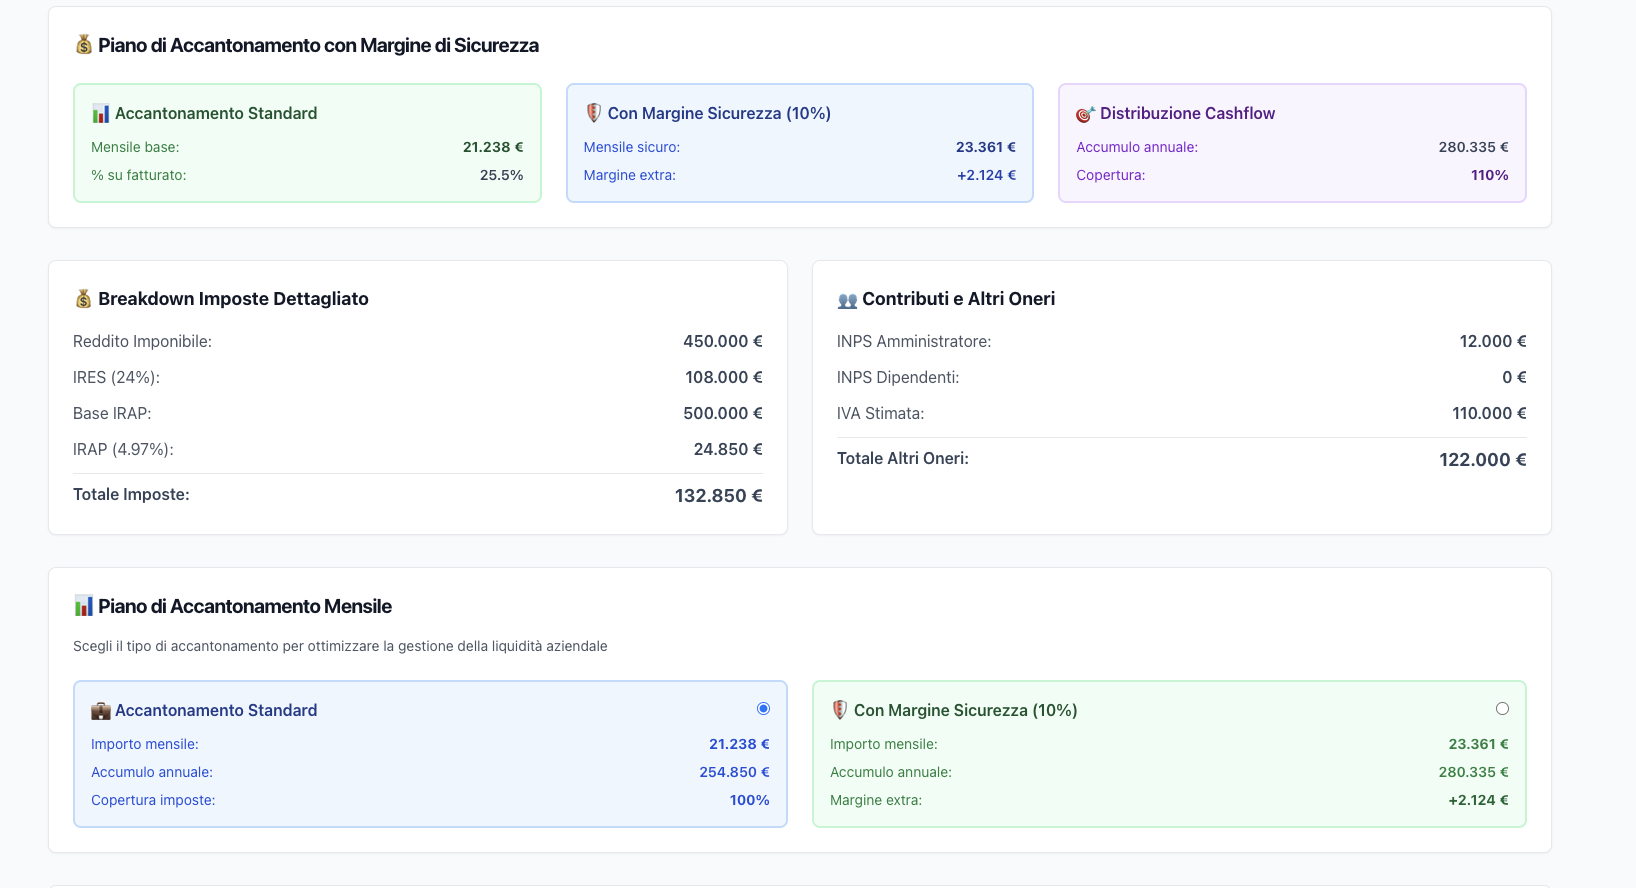 💰 Piano di Accantonamento con Margine di Sicurezza
📊 Accantonamento Standard
Mensile base: 21.238 €
% su fatturato: 25.5%
🛡️ Con Margine Sicurezza (10%)
Mensile sicuro: 23.361 €
Margine extra: +2.124 €
🎯 Distribuzione Cashflow
Accumulo annuale: 280.335 €
Copertura: 110%
💰 Breakdown Imposte Dettagliato
Reddito Imponibile: 450.000 €
IRES (24%): 108.000 €
Base IRAP: 500.000 €
IRAP (4.97%): 24.850 €
Totale Imposte: 132.850 €
👥 Contributi e Altri Oneri
INPS Amministratore: 12.000 €
INPS Dipendenti: 0 €
IVA Stimata: 110.000 €
Totale Altri Oneri: 122.000 €
📊 Piano di Accantonamento Mensile
Scegli il tipo di accantonamento per ottimizzare la gestione della liquidità aziendale
💼 Accantonamento Standard
Importo mensile: 21.238 €
Accumulo annuale: 254.850 €
Copertura imposte: 100%
🛡️ Con Margine Sicurezza (10%)
Importo mensile: 23.361 €
Accumulo annuale: 280.335 €
Margine extra: +2.124 €